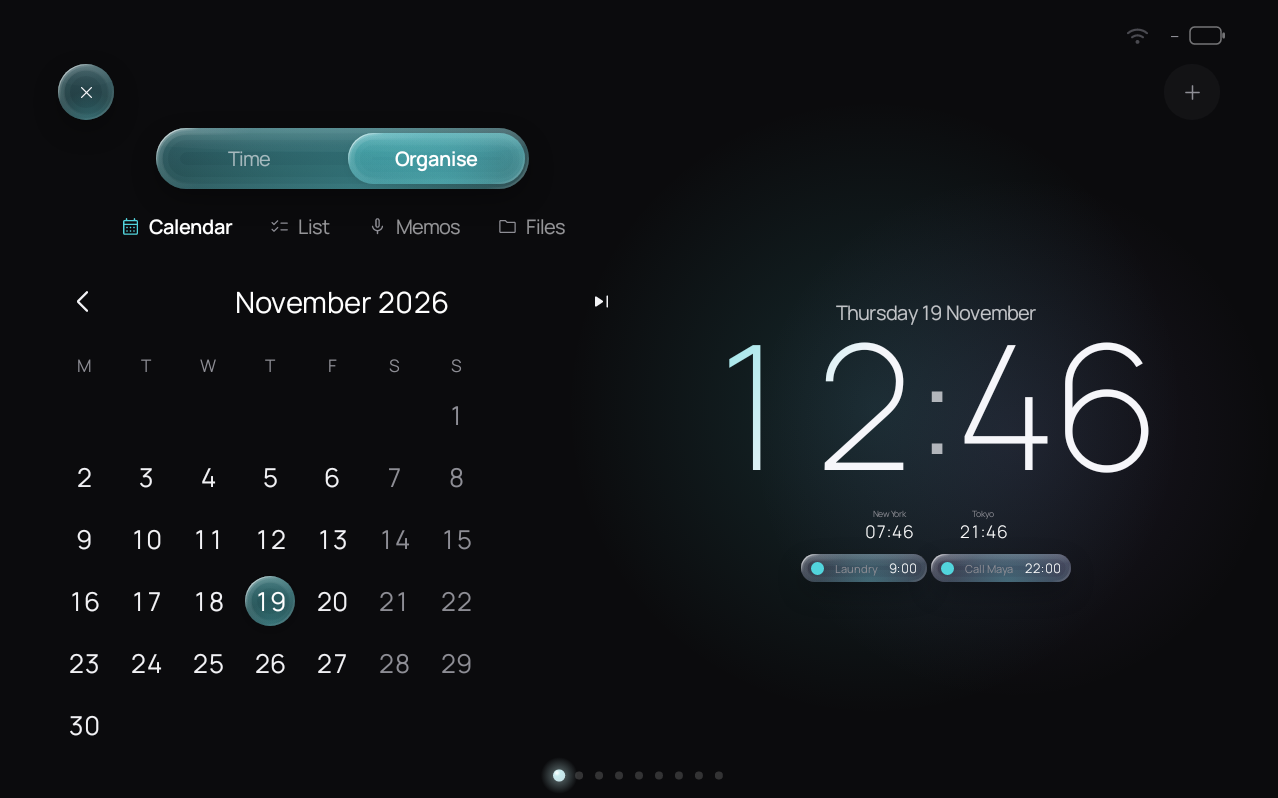 –
Time Organise
Calendar List Memos Files
November 2026
M T W T F S S
1
2 3 4 5 6 7 8
9 10 11 12 13 14 15
16 17 18 19 20 21 22
23 24 25 26 27 28 29
30
Thursday 19 November
12:46
New York Tokyo
07:46 21:46
Laundry 9:00 Call Maya 22:00